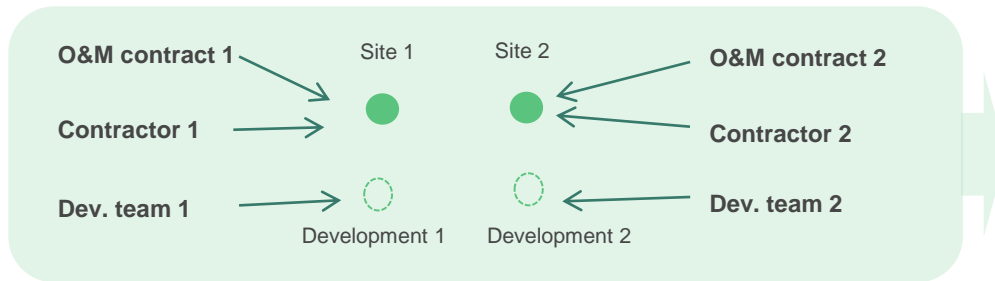 O&M contract 1
Site 1
Site 2
O&M contract 2
Contractor 1
Contractor 2
Dev. team 1
Dev. team 2
Development 1
Development 2